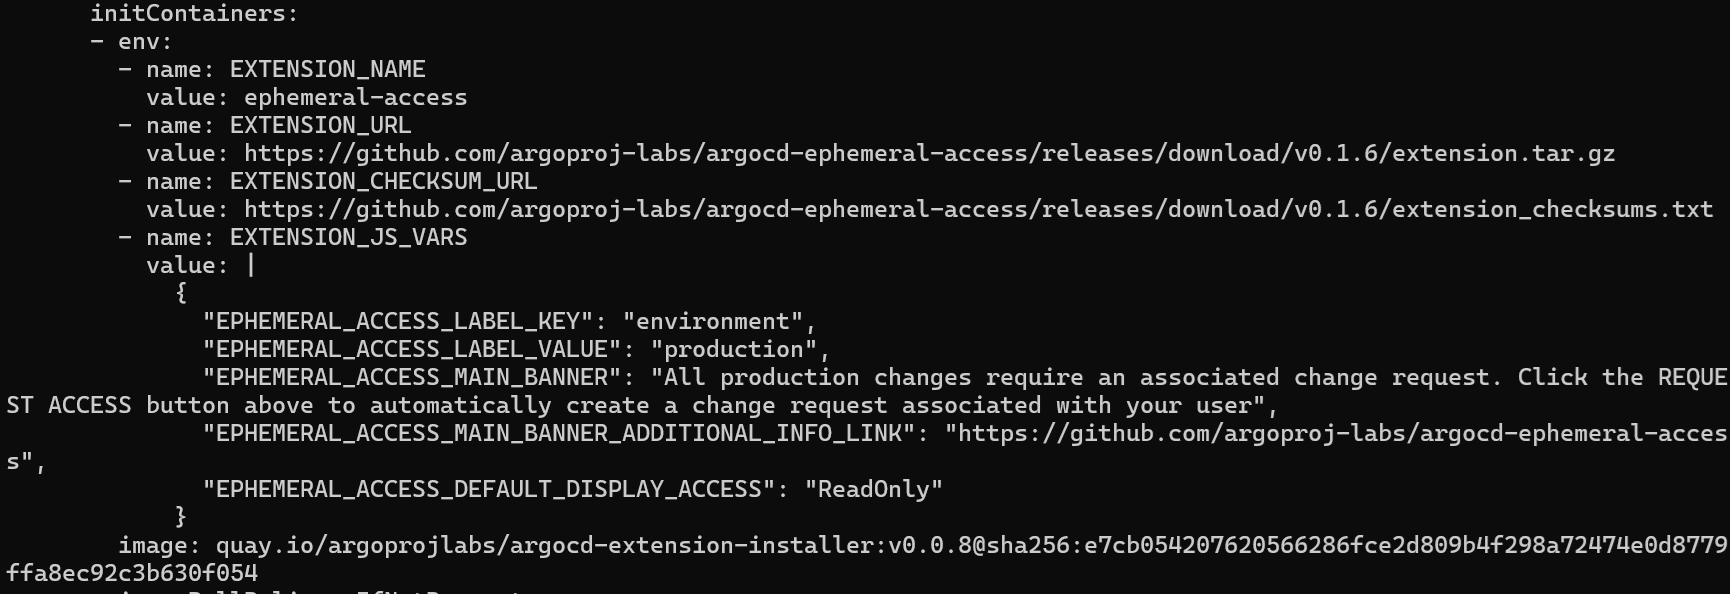 initContainers:
- env:
- name: EXTENSION_NAME
value: ephemeral-access
- name: EXTENSION_URL
value: https://github.com/argoproj-labs/argocd-ephemeral-access/releases/download/v0.1.6/extension.tar.gz
- name: EXTENSION_CHECKSUM_URL
value: https://github.com/argoproj-labs/argocd-ephemeral-access/releases/download/v0.1.6/extension_checksums.txt
- name: EXTENSION_JS_VARS
value: |
{
"EPHEMERAL_ACCESS_LABEL_KEY": "environment",
"EPHEMERAL_ACCESS_LABEL_VALUE": "production",
"EPHEMERAL_ACCESS_MAIN_BANNER": "All production changes require an associated change request. Click the REQUE
ST ACCESS button above to automatically create a change request associated with your user",
"EPHEMERAL_ACCESS_MAIN_BANNER_ADDITIONAL_INFO_LINK": "https://github.com/argoproj-labs/argocd-ephemeral-acces
s",
"EPHEMERAL_ACCESS_DEFAULT_DISPLAY_ACCESS": "ReadOnly"
}
image: quay.io/argoprojlabs/argocd-extension-installer:v0.0.8@sha256:e7cb054207620566286fce2d809b4f298a72474e0d8779
ffa8ec92c3b630f054